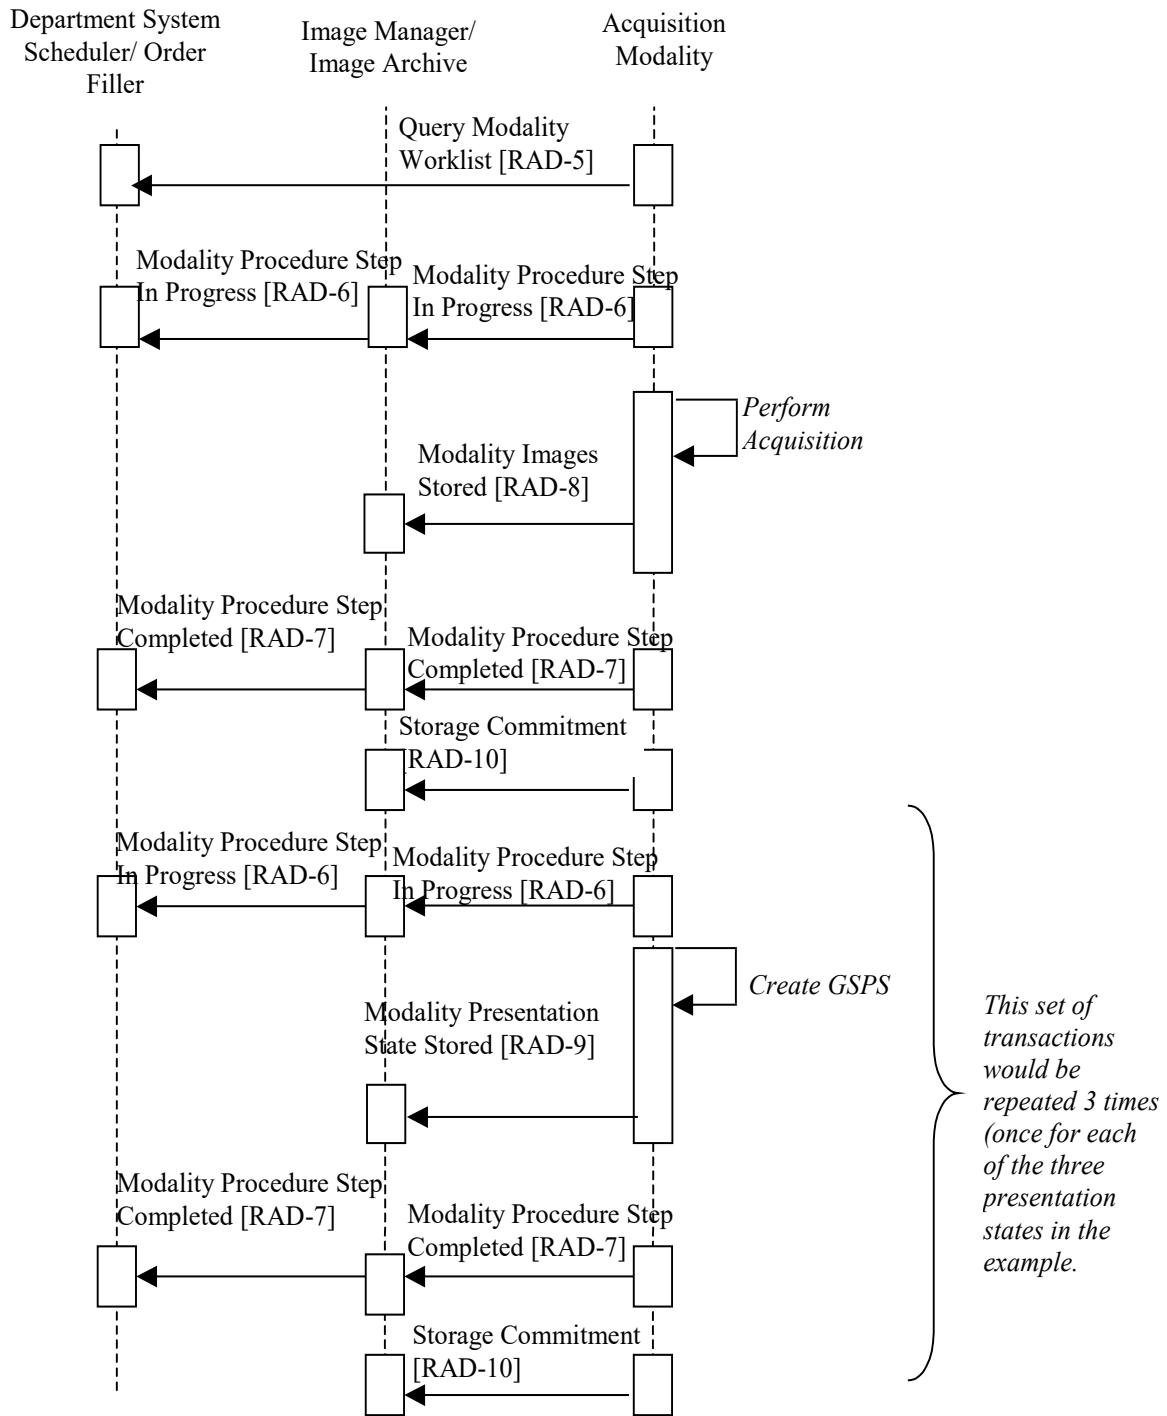 Department System
Scheduler/ Order
Filler
Image Manager/
Image Archive
Acquisition
Modality
Query Modality
Worklist [RAD-5]
Modality Procedure Step
In Progress [RAD-6]
Modality Procedure Step
In Progress [RAD-6]
Perform
Acquisition
Modality Images
Stored [RAD-8]
Modality Procedure Step
Completed [RAD-7]
Modality Procedure Step
Completed [RAD-7]
Storage Commitment
[RAD-10]
Modality Procedure Step
In Progress [RAD-6]
Modality Procedure Step
In Progress [RAD-6]
Create GSPS
Modality Presentation
State Stored [RAD-9]
This set of
transactions
would be
repeated 3 times
(once for each
of the three
presentation
states in the
example.
Modality Procedure Step
Completed [RAD-7]
Modality Procedure Step
Completed [RAD-7]
Storage Commitment
[RAD-10]